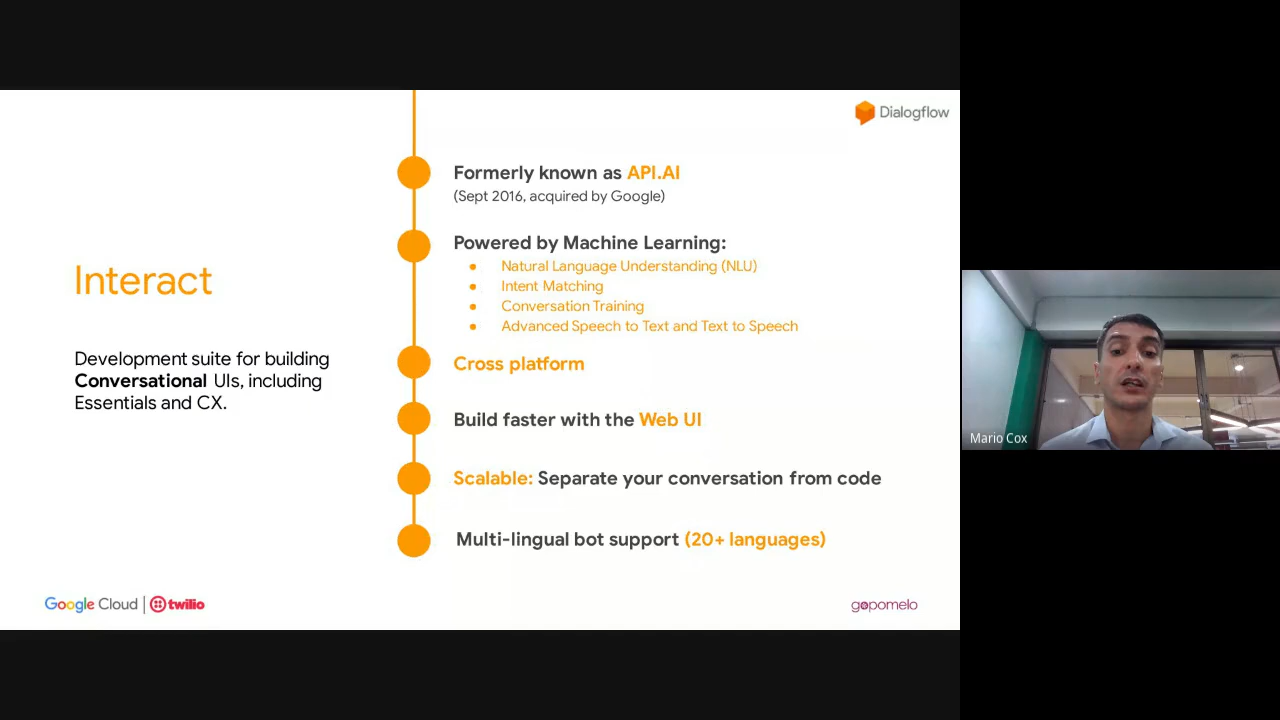 Dialogflow
Interact
Development suite for building
Conversational UIs, including
Essentials and CX.
Formerly known as API.AI
(Sept 2016, acquired by Google)
Powered by Machine Learning:
● Natural Language Understanding (NLU)
● Intent Matching
● Conversation Training
● Advanced Speech to Text and Text to Speech
Cross platform
Build faster with the Web UI
Scalable: Separate your conversation from code
Multi-lingual bot support (20+ languages)
Google Cloud | twilio
gopomelo
Mario Cox